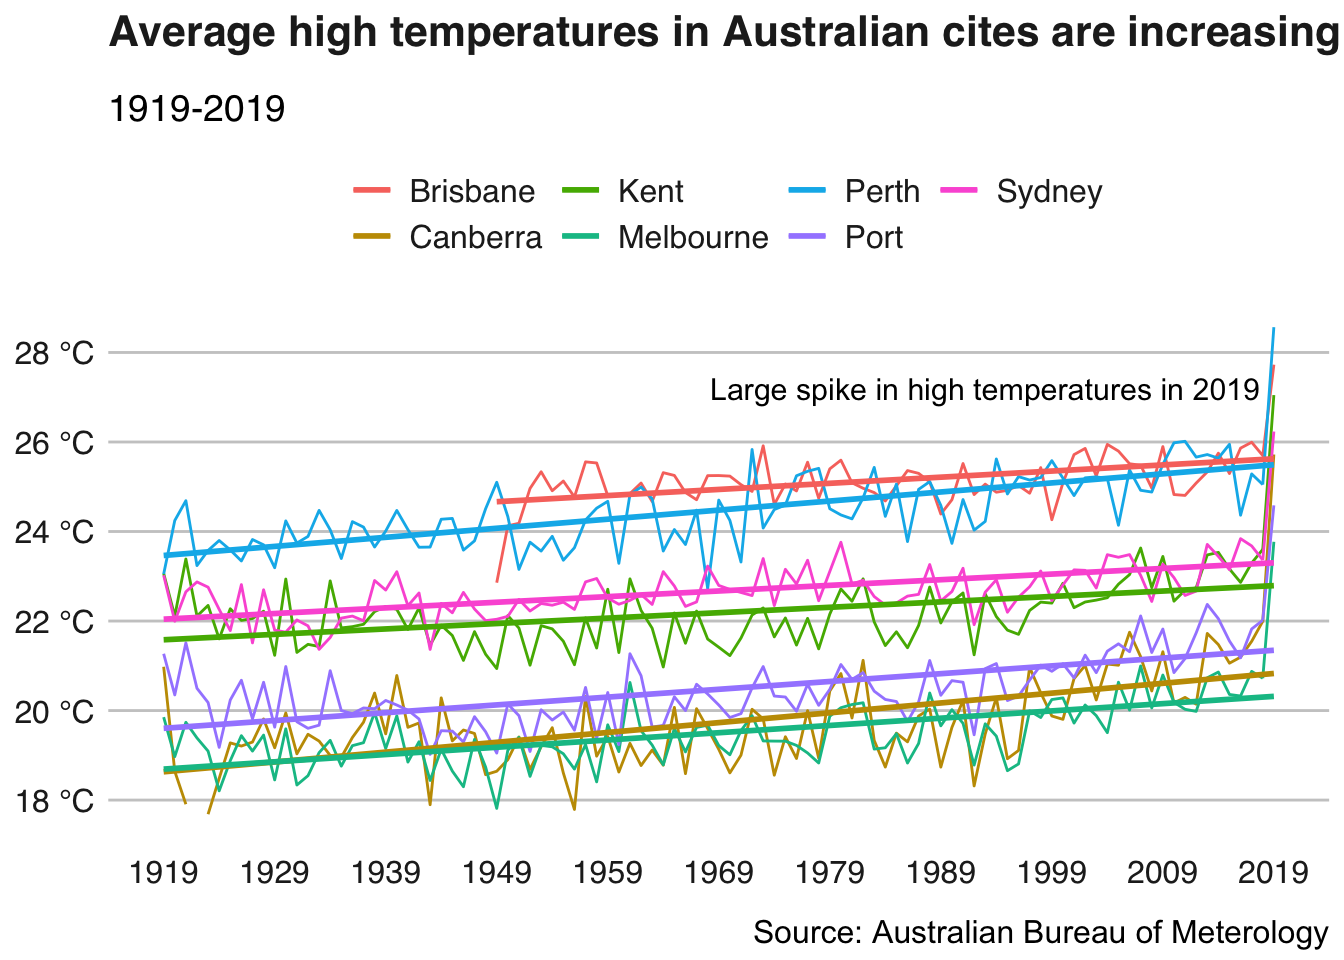 Average high temperatures in Australian cites are increasing
1919-2019
Brisbane Kent Perth Sydney
Canberra Melbourne Port
28 °C
Large spike in high temperatures in 2019
26 °C
24 °C
22 °C
20 °C
18 °C
1919 1929 1939 1949 1959 1969 1979 1989 1999 2009 2019
Source: Australian Bureau of Meterology